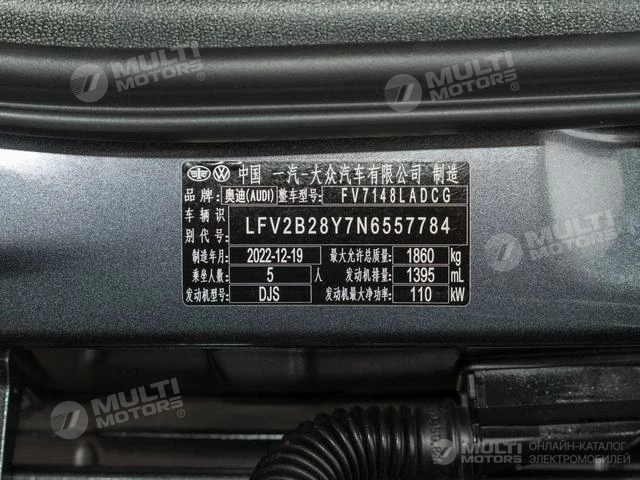 MULTI MOTORS
MULTI MOTORS
中国 一汽-大众汽车有限公司 制造
品牌: 奥迪(AUDI) 整车型号: FV7148LADCG
车辆识别代号: LFV2B28Y7N6557784
制造年月: 2022-12-19 最大允许总质量: 1860 kg
乘坐人数: 5 人 发动机排量: 1395 mL
发动机型号: DJS 发动机最大净功率: 110 kW
MULTI MOTORS
MULTI MOTORS
ОНЛАЙН-КАТАЛОГ
ЭЛЕКТРОМОБИЛЕЙ